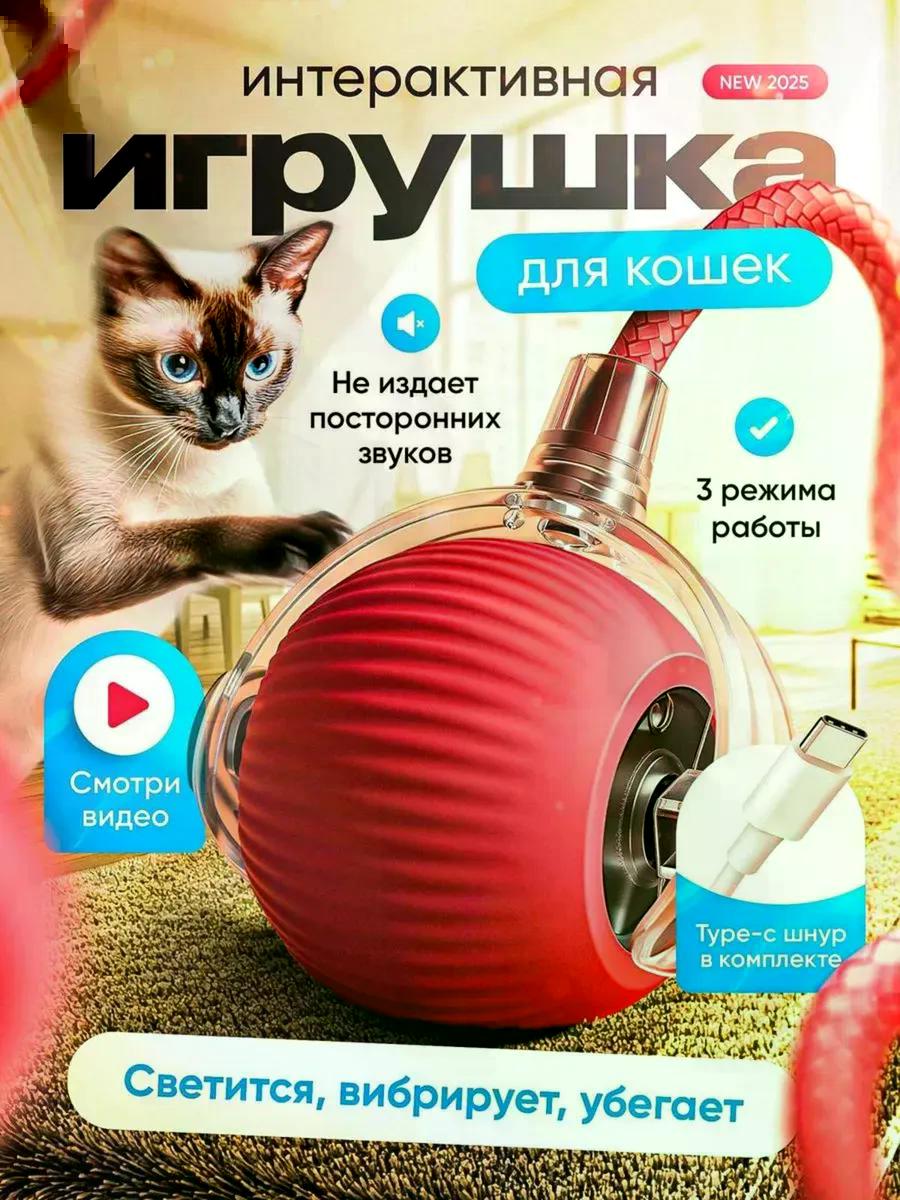 интерактивная
NEW 2025
игрушка
для кошек
Не издает
посторонних
звуков
3 режима
работы
Смотри
видео
Type-c шнур
в комплекте
Светится, вибрирует, убегает